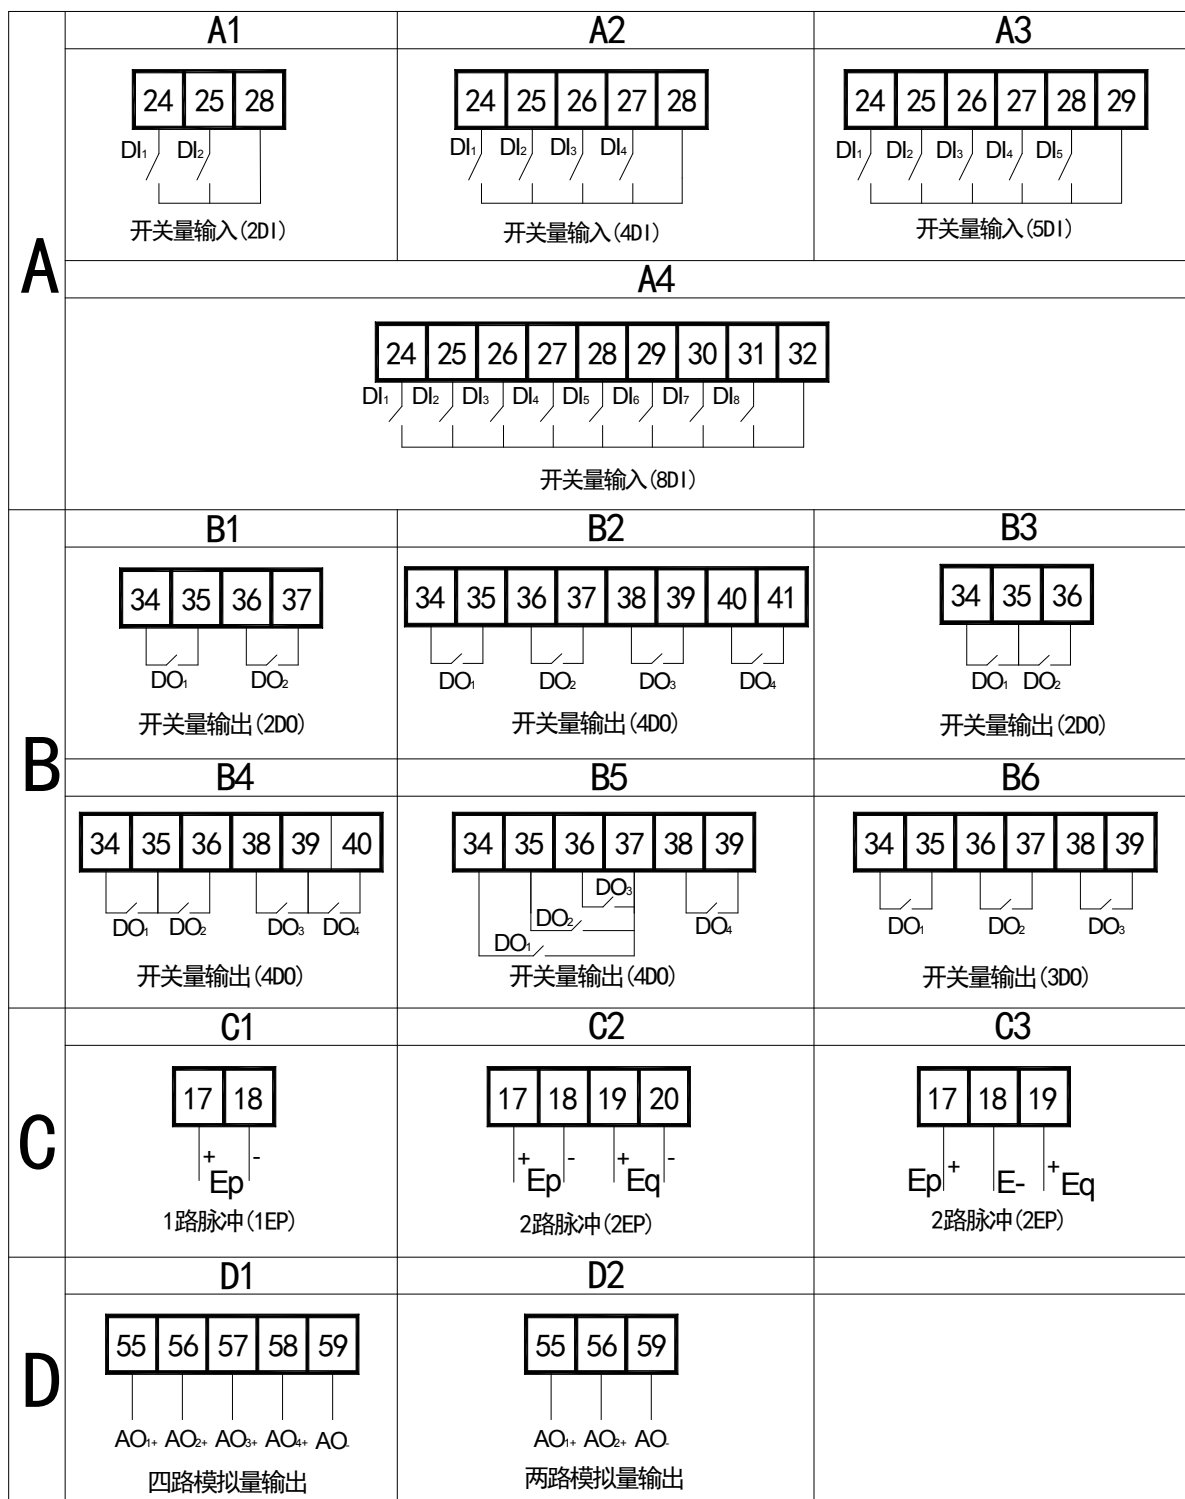 A1 A2 A3
24 25 28 24 25 26 27 28 24 25 26 27 28 29
DI1 DI2 DI1 DI2 DI3 DI4 DI1 DI2 DI3 DI4 DI5
开关量输入(2DI) 开关量输入(4DI) 开关量输入(5DI)
A
A4
24 25 26 27 28 29 30 31 32
DI1 DI2 DI3 DI4 DI5 DI6 DI7 DI8
开关量输入(8DI)
B1 B2 B3
34 35 36 37 34 35 36 37 38 39 40 41 34 35 36
DO1 DO2 DO1 DO2 DO3 DO4 DO1 DO2
开关量输出(2DO) 开关量输出(4DO) 开关量输出(2DO)
B
B4 B5 B6
34 35 36 38 39 40 34 35 36 37 38 39 34 35 36 37 38 39
DO1 DO2 DO3 DO4 DO3 DO2 DO1 DO4 DO1 DO2 DO3
开关量输出(4DO) 开关量输出(4DO) 开关量输出(3DO)
C1 C2 C3
17 18 17 18 19 20 17 18 19
C
+ Ep - + Ep - + Eq - Ep + E- + Eq
1路脉冲(1EP) 2路脉冲(2EP) 2路脉冲(2EP)
D1 D2
55 56 57 58 59 55 56 59
D
AO1+ AO2+ AO3+ AO4+ AO- AO1+ AO2+ AO-
四路模拟量输出 两路模拟量输出